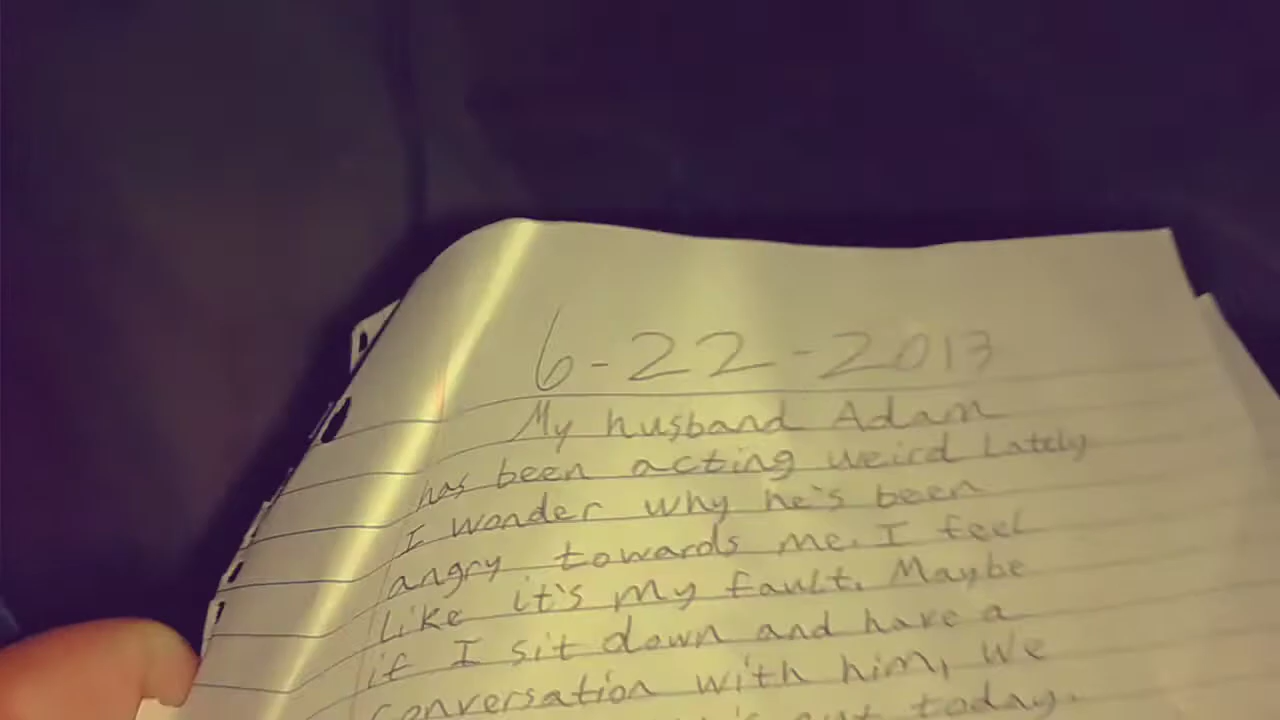 6-22-2013
My husband Adam
has been acting weird Lately
I wonder why he's been
angry towards me. I feel
Like it's my fault. Maybe
if I sit down and have a
conversation with him, We
out today.